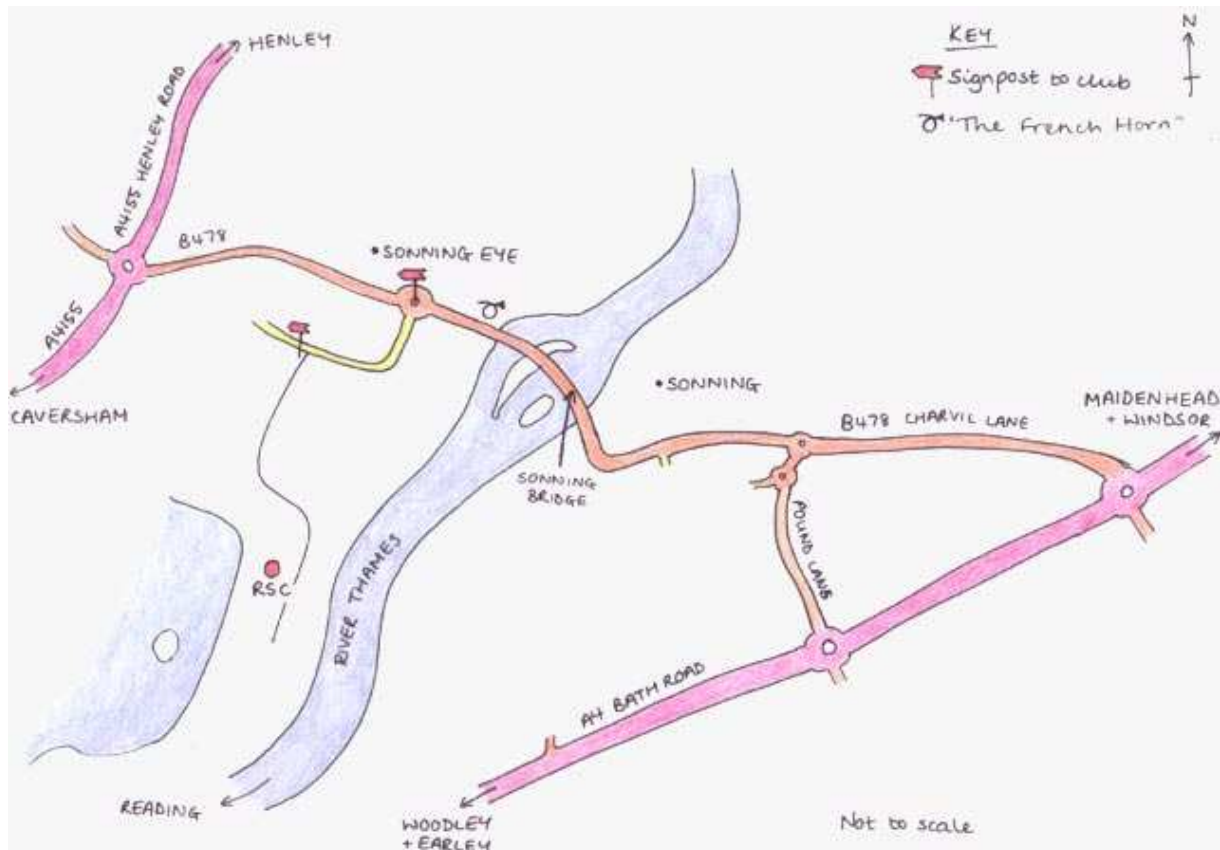 HENLEY
KEY
N
Signpost to club
"The French Horn"
A4155 HENLEY ROAD
B478
SONNING EYE
A4155
CAVERSHAM
SONNING
MAIDENHEAD
+ WINDSOR
B478 CHARVIL LANE
SONNING
BRIDGE
POUND LANE
RSC
RIVER THAMES
A4 BATH ROAD
READING
WOODLEY
+ EARLEY
Not to scale